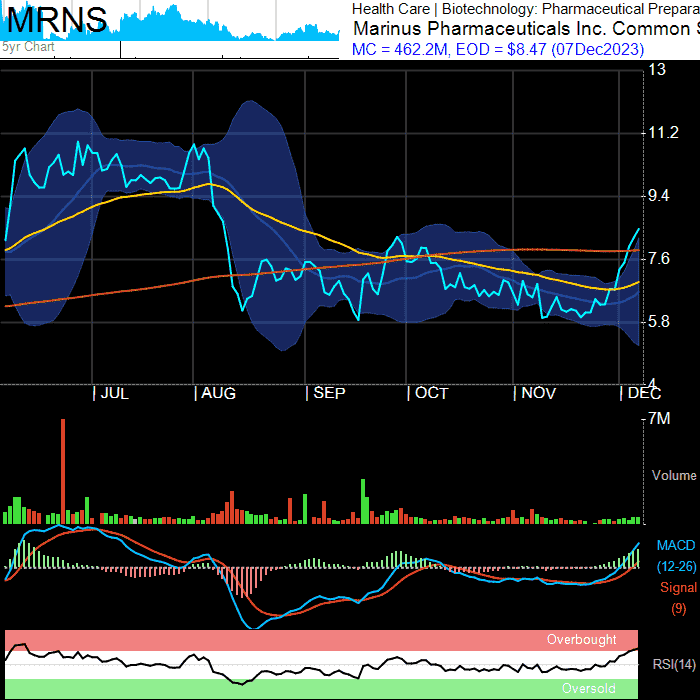 MRNS
5yr Chart
Health Care | Biotechnology: Pharmaceutical Prepara
Marinus Pharmaceuticals Inc. Common S
MC = 462.2M, EOD = $8.47 (07Dec2023)
13
11.2
9.4
7.6
5.8
4
| JUL | AUG | SEP | OCT | NOV | DEC
7M
Volume
MACD
(12-26)
Signal
(9)
Overbought
RSI(14)
Oversold